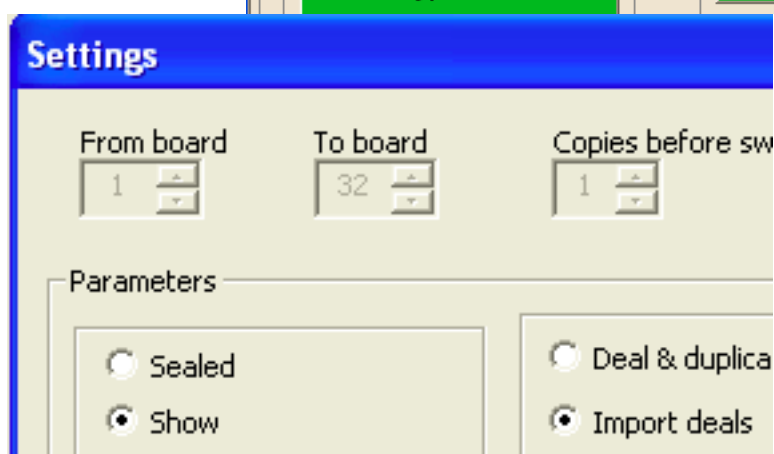 Settings
From board To board Copies before sw
1 32 1
Parameters
Sealed Deal & duplica
Show Import deals